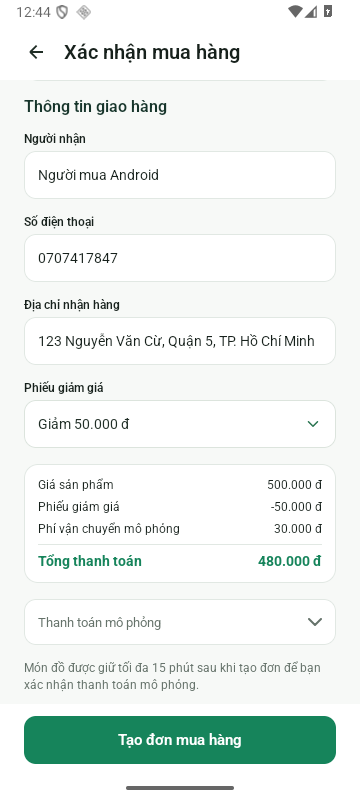 12:44
Xác nhận mua hàng
Thông tin giao hàng
Người nhận
Người mua Android
Số điện thoại
0707417847
Địa chỉ nhận hàng
123 Nguyễn Văn Cừ, Quận 5, TP. Hồ Chí Minh
Phiếu giảm giá
Giảm 50.000 đ
Giá sản phẩm 500.000 đ
Phiếu giảm giá -50.000 đ
Phí vận chuyển mô phỏng 30.000 đ
Tổng thanh toán 480.000 đ
Thanh toán mô phỏng
Món đồ được giữ tối đa 15 phút sau khi tạo đơn để bạn
xác nhận thanh toán mô phỏng.
Tạo đơn mua hàng